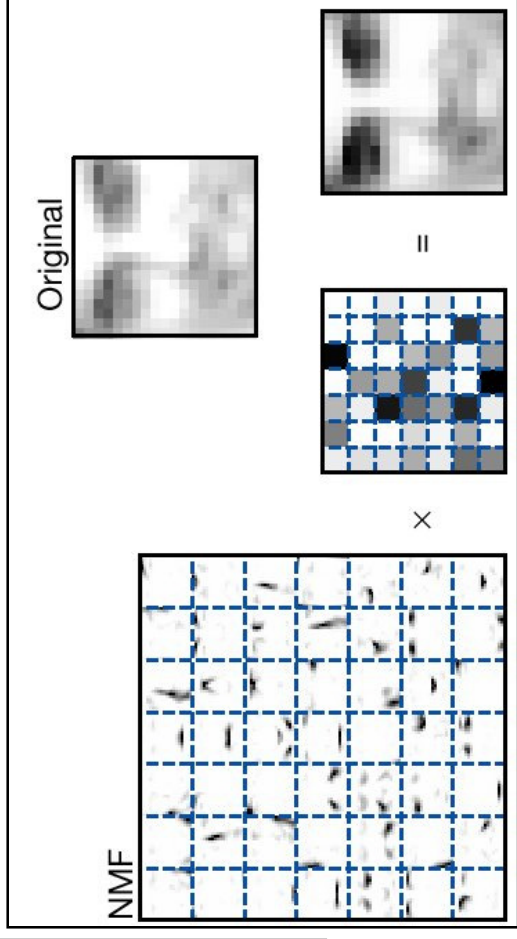 Original
=
×
NMF